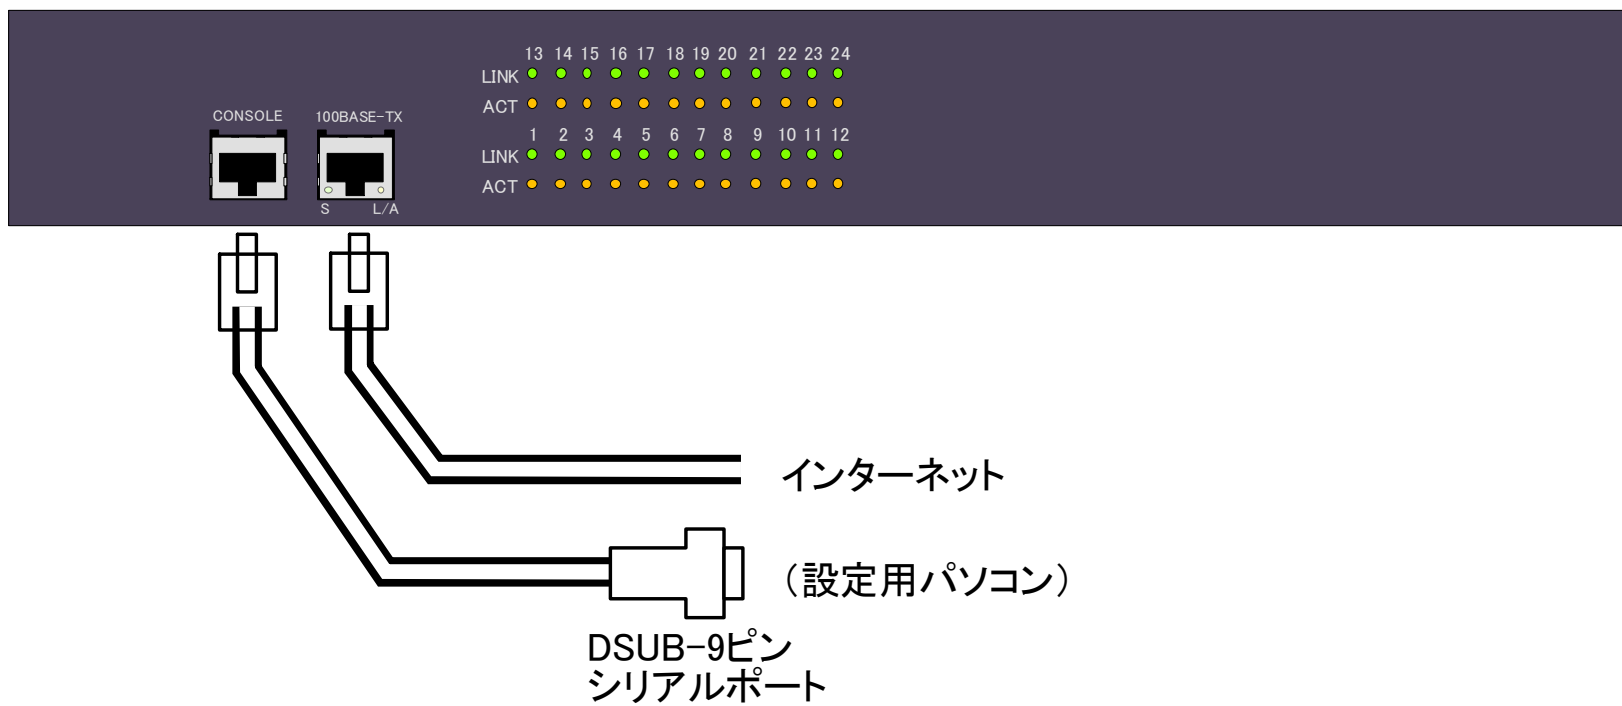 13 14 15 16 17 18 19 20 21 22 23 24
LINK
ACT
CONSOLE 100BASE-TX
1 2 3 4 5 6 7 8 9 10 11 12
LINK
ACT
S L/A
インターネット
(設定用パソコン)
DSUB-9ピン
シリアルポート